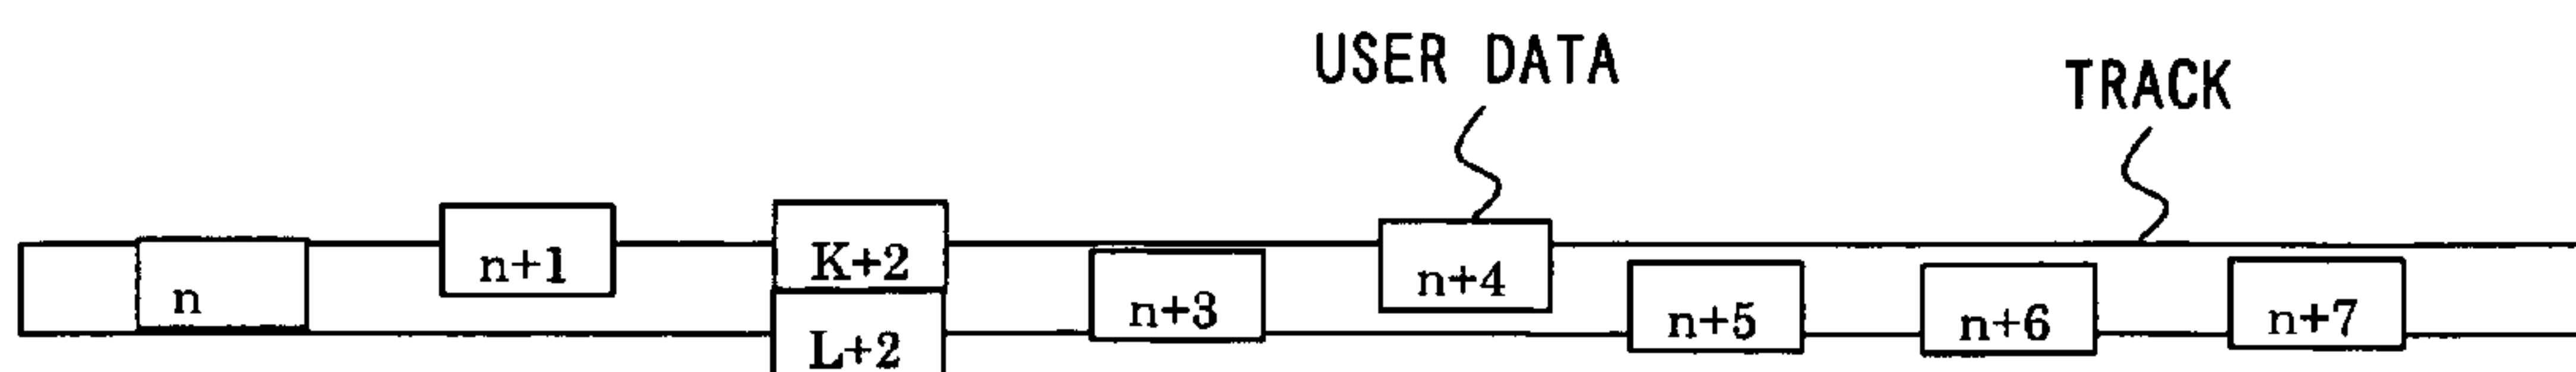 USER DATA
TRACK
n
n+1
K+2
L+2
n+3
n+4
n+5
n+6
n+7